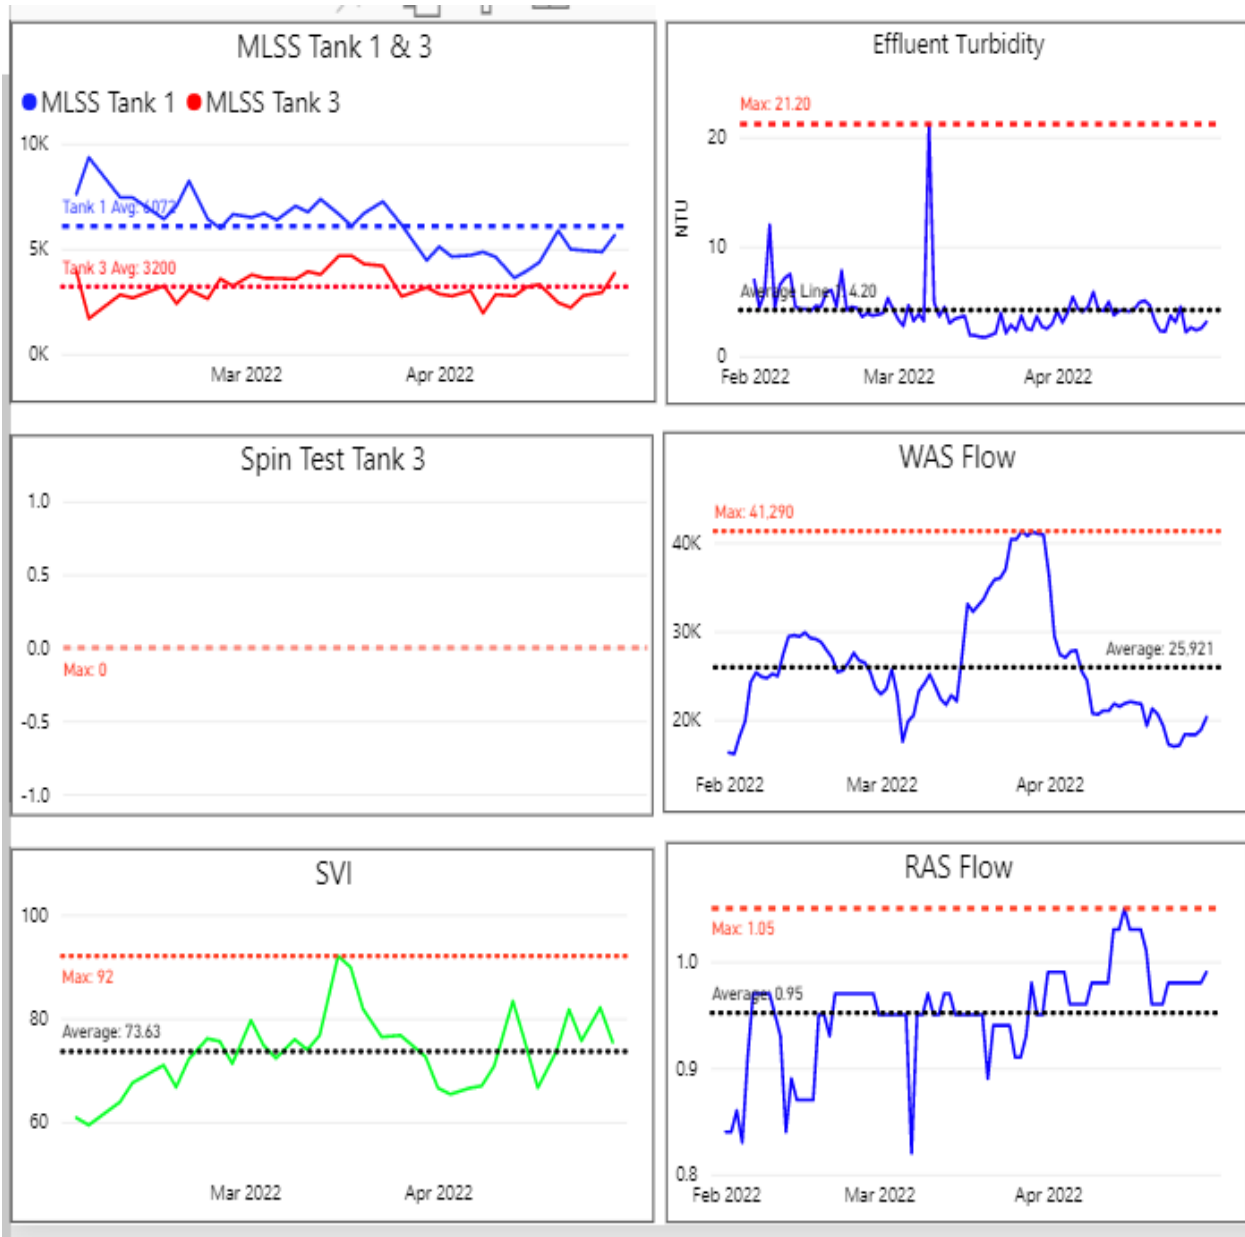 MLSS Tank 1 & 3
MLSS Tank 1 MLSS Tank 3
10K
Tank 1 Avg: 6072
5K
Tank 3 Avg: 3200
0K
Mar 2022 Apr 2022
Effluent Turbidity
Max: 21.20
20
NTU
10
Average Line 1: 4.20
0
Feb 2022 Mar 2022 Apr 2022
Spin Test Tank 3
1.0
0.5
0.0
Max: 0
-0.5
-1.0
WAS Flow
Max: 41,290
40K
30K
Average: 25,921
20K
Feb 2022 Mar 2022 Apr 2022
SVI
100
Max: 92
80
Average: 73.63
60
Mar 2022 Apr 2022
RAS Flow
Max: 1.05
1.0
Average: 0.95
0.9
0.8
Feb 2022 Mar 2022 Apr 2022